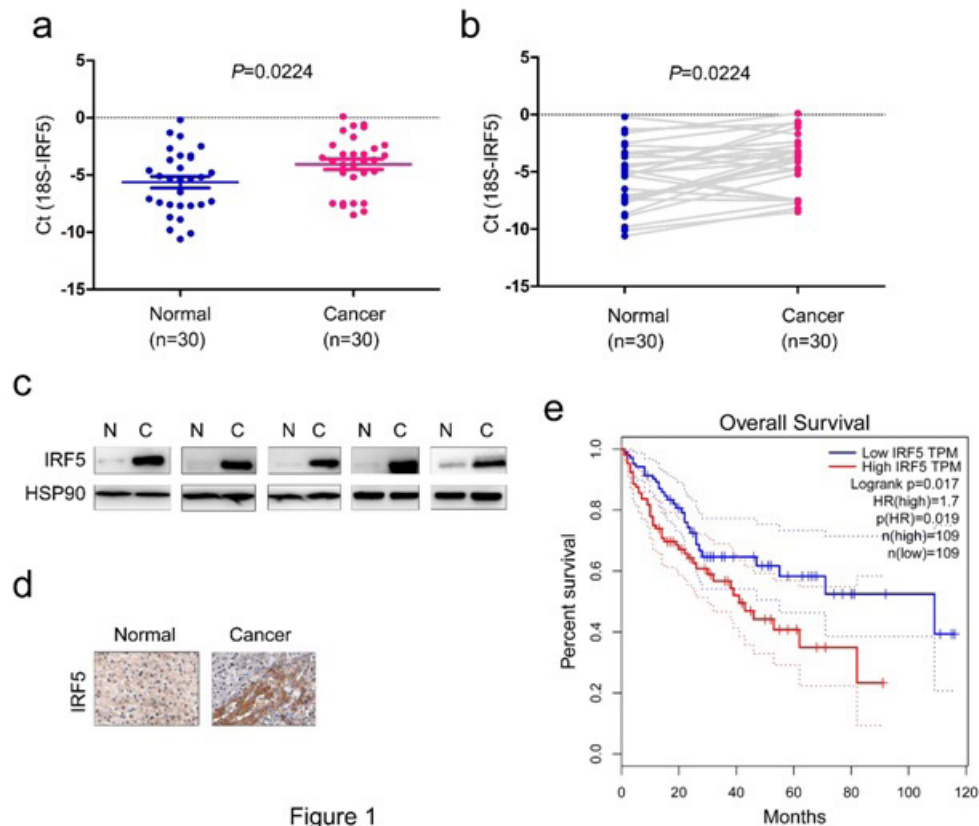 a
P=0.0224
Ct (18S-IRF5)
0
-5
-10
-15
Normal
(n=30)
Cancer
(n=30)
b
P=0.0224
Ct (18S-IRF5)
5
0
-5
-10
-15
Normal
(n=30)
Cancer
(n=30)
c
N C N C N C N C N C
IRF5
HSP90
d
Normal Cancer
IRF5
e
Overall Survival
Low IRF5 TPM
High IRF5 TPM
Logrank p=0.017
HR(high)=1.7
p(HR)=0.019
n(high)=109
n(low)=109
Percent survival
1.0
0.8
0.6
0.4
0.2
0.0
0 20 40 60 80 100 120
Months
Figure 1